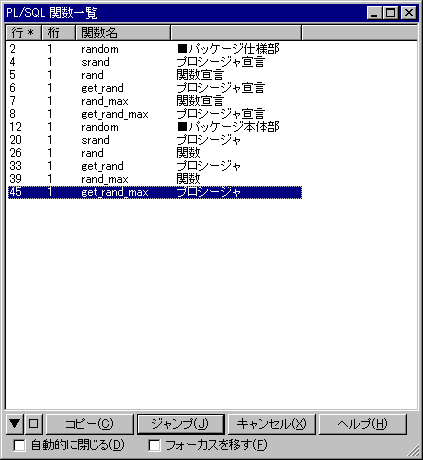 PL/SQL 関数一覧
行 * 桁 関数名
2 1 random ■パッケージ仕様部
4 1 srand プロシージャ宣言
5 1 rand 関数宣言
6 1 get_rand プロシージャ宣言
7 1 rand_max 関数宣言
8 1 get_rand_max プロシージャ宣言
12 1 random ■パッケージ本体部
20 1 srand プロシージャ
26 1 rand 関数
33 1 get_rand プロシージャ
39 1 rand_max 関数
45 1 get_rand_max プロシージャ
▼ □ コピー(C) ジャンプ(J) キャンセル(X) ヘルプ(H)
自動的に閉じる(D) フォーカスを移す(F)